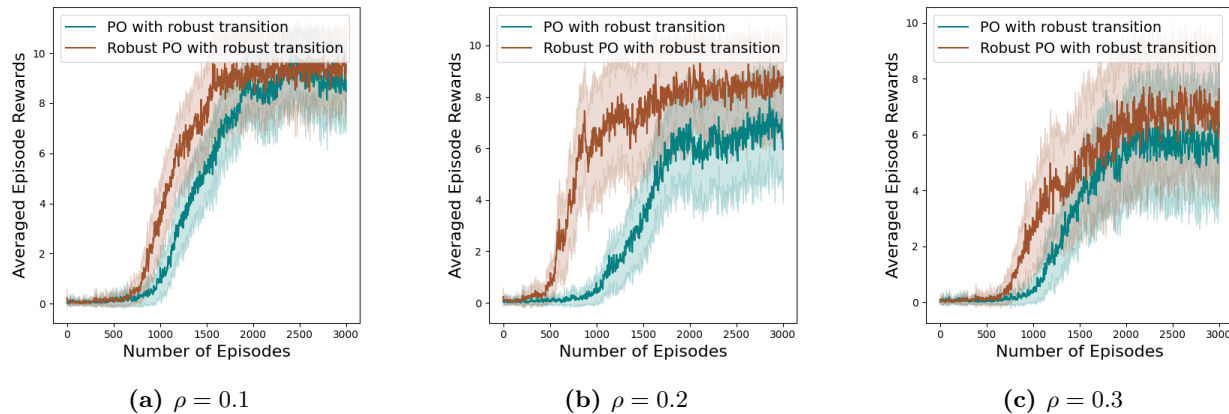 PO with robust transition
Robust PO with robust transition
10
8
6
4
2
0
Averaged Episode Rewards
0 500 1000 1500 2000 2500 3000
Number of Episodes
(a) ρ = 0.1
PO with robust transition
Robust PO with robust transition
10
8
6
4
2
0
Averaged Episode Rewards
0 500 1000 1500 2000 2500 3000
Number of Episodes
(b) ρ = 0.2
PO with robust transition
Robust PO with robust transition
10
8
6
4
2
0
Averaged Episode Rewards
0 500 1000 1500 2000 2500 3000
Number of Episodes
(c) ρ = 0.3